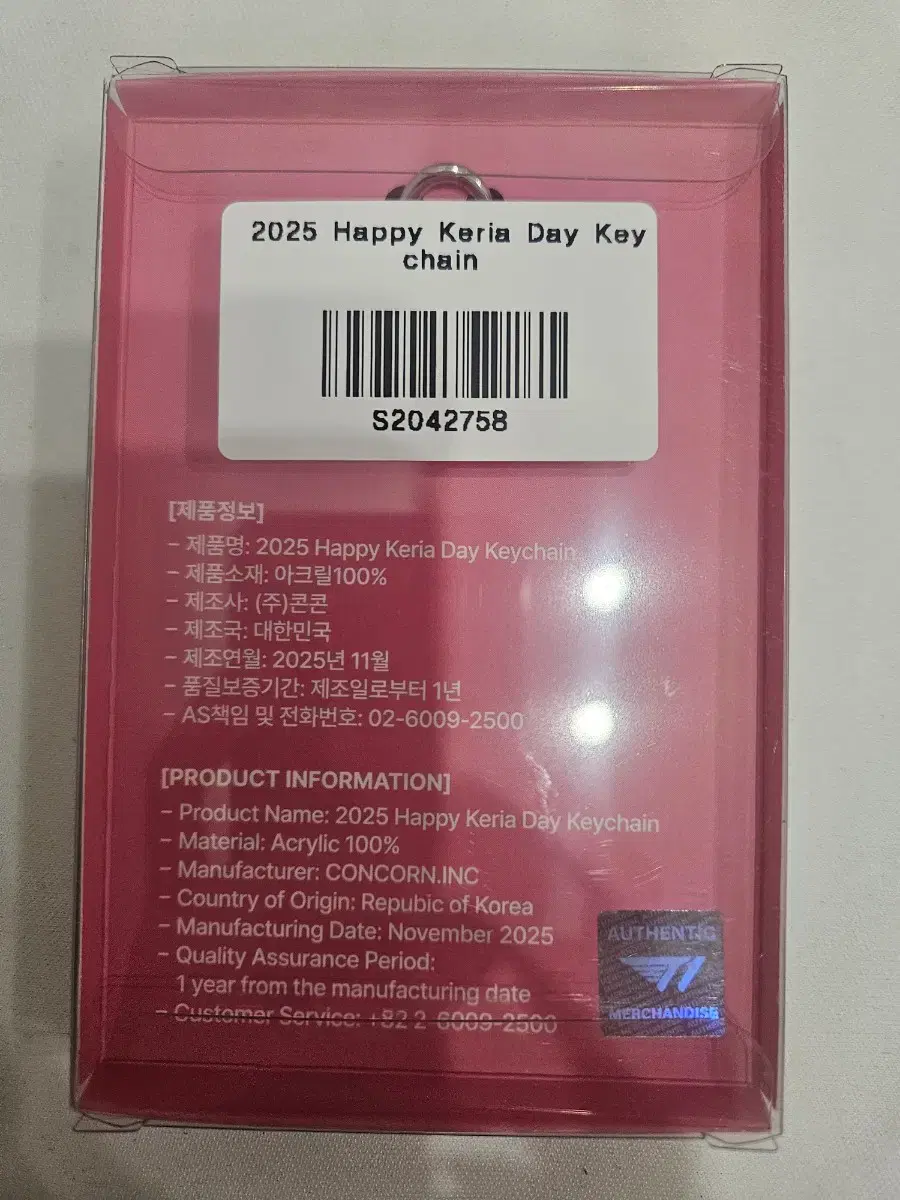 2025 Happy Keria Day Key
chain
S2042758
[제품정보]
- 제품명: 2025 Happy Keria Day Keychain
- 제품소재: 아크릴100%
- 제조사: (주)콘콘
- 제조국: 대한민국
- 제조연월: 2025년 11월
- 품질보증기간: 제조일로부터 1년
- AS책임 및 전화번호: 02-6009-2500
[PRODUCT INFORMATION]
- Product Name: 2025 Happy Keria Day Keychain
- Material: Acrylic 100%
- Manufacturer: CONCORN.INC
- Country of Origin: Repubic of Korea
- Manufacturing Date: November 2025
- Quality Assurance Period:
1 year from the manufacturing date
- Customer Service: +82 2-6009-2500
AUTHENTIC
T1
MERCHANDISE